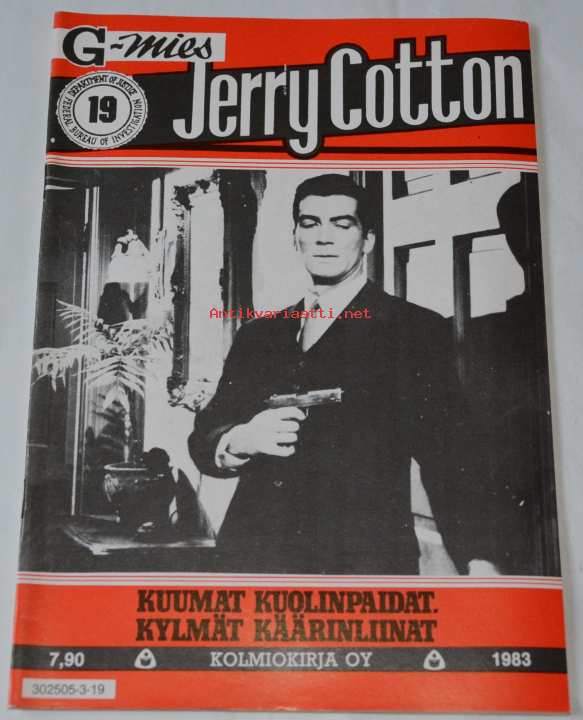 G-mies
Jerry Cotton
DEPARTMENT OF JUSTICE
19
FEDERAL BUREAU OF INVESTIGATION
Antikvariaatti.net
KUUMAT KUOLINPAIDAT.
KYLMÄT KÄÄRINLIINAT
7,90 KOLMIOKIRJA OY 1983
302505-3-19